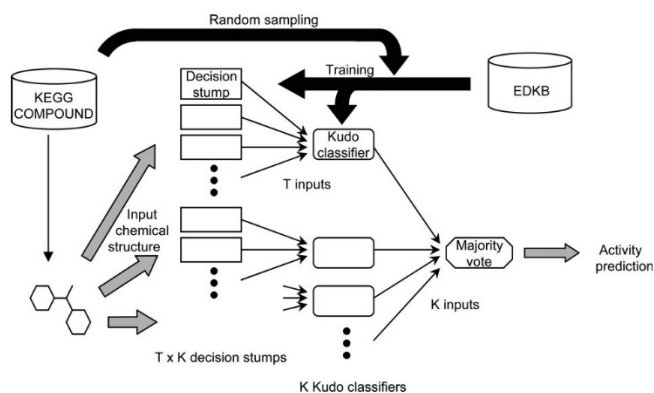 Random sampling
KEGG
COMPOUND
Decision
stump
Training
EDKB
Kudo
classifier
T inputs
Input
chemical
structure
Majority
vote
Activity
prediction
K inputs
T x K decision stumps
K Kudo classifiers